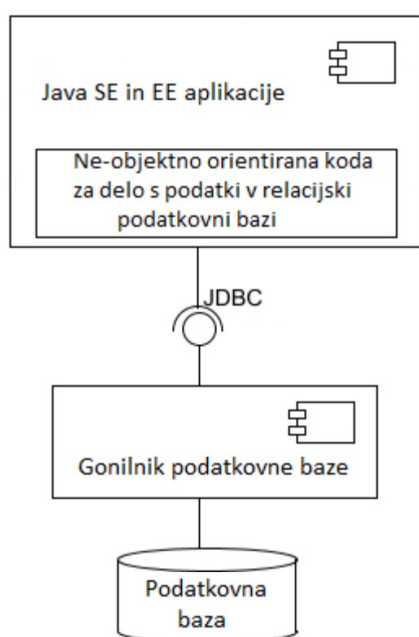 Java SE in EE aplikacije
Ne-objektno orientirana koda
za delo s podatki v relacijski
podatkovni bazi
JDBC
Gonilnik podatkovne baze
Podatkovna
baza